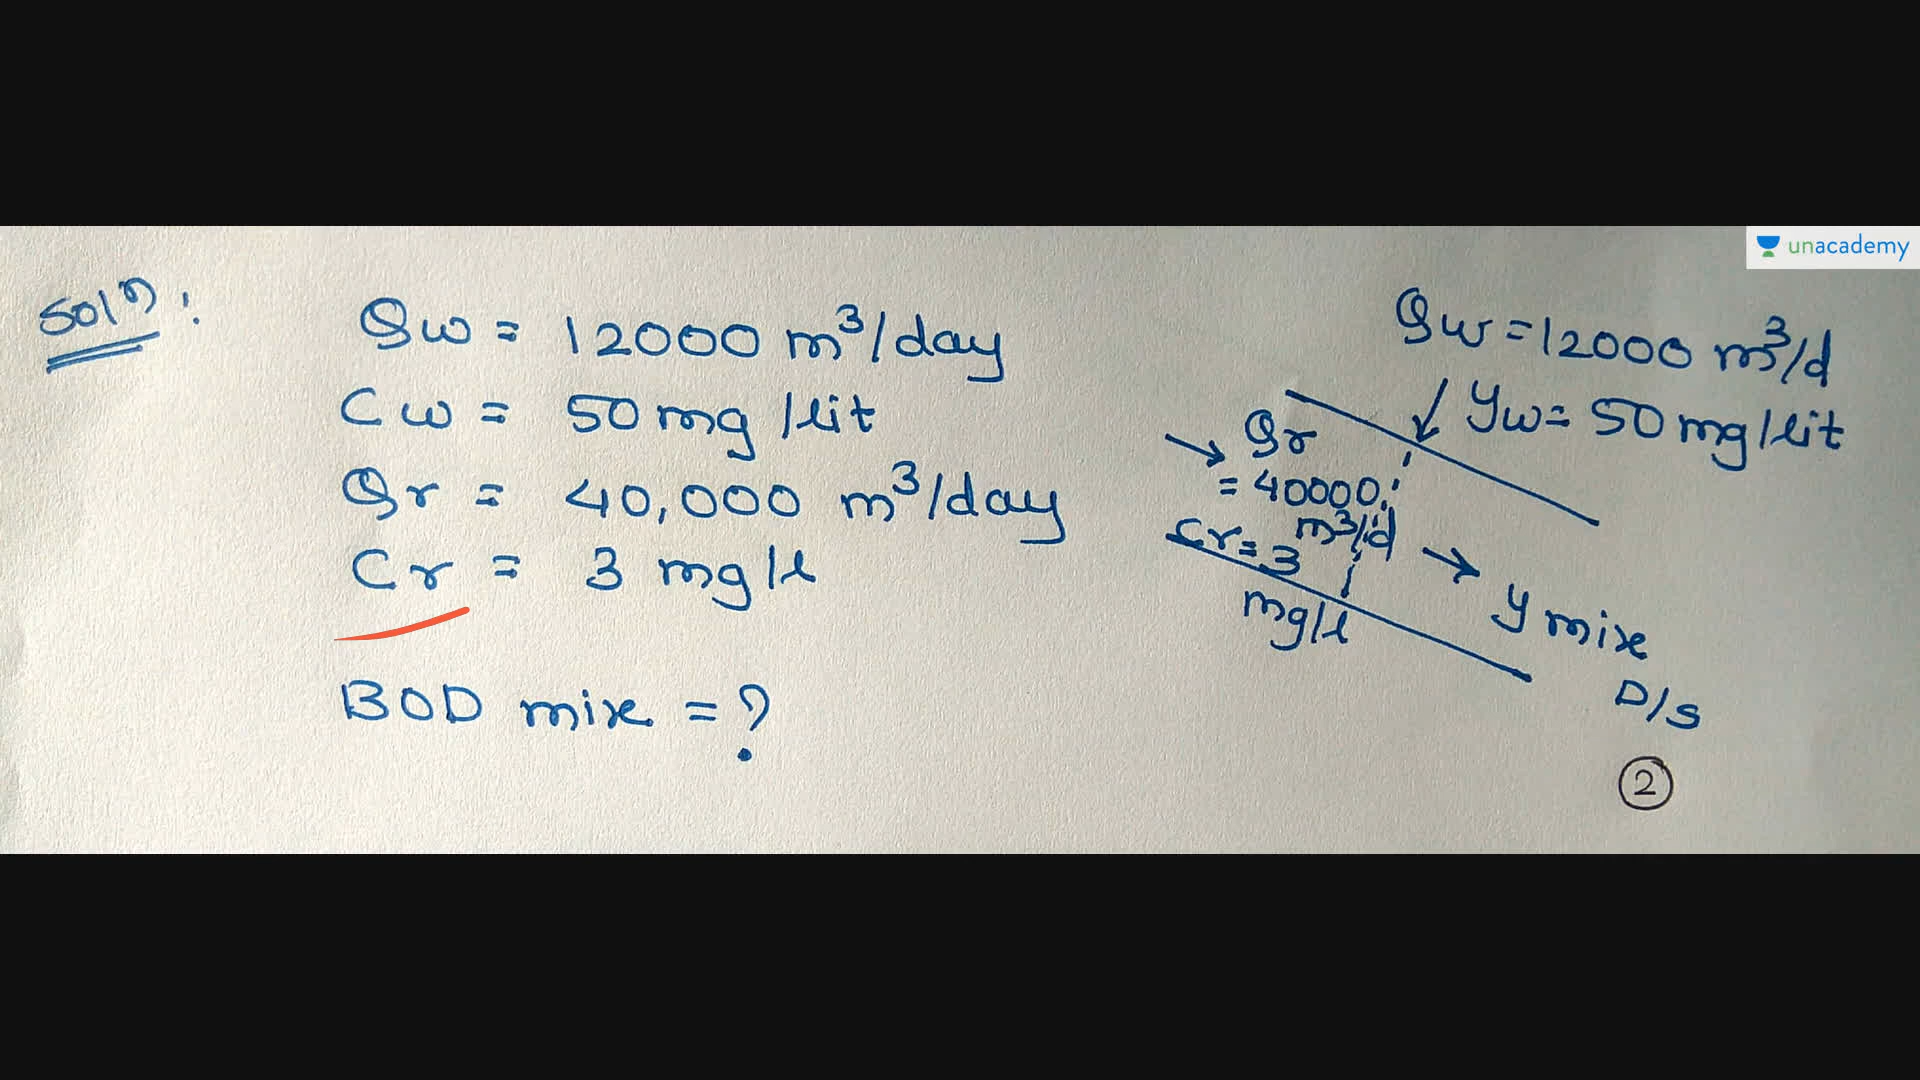 unacademy
Soln:
Qw = 12000 m³/day
Cw = 50 mg/lit
Qr = 40,000 m³/day
Cr = 3 mg/l
BOD mix = ?
Qw = 12000 m³/d
yw = 50 mg/lit
Qr
= 40000
m³/d
Cr = 3
mg/l
y mix
D/S
2